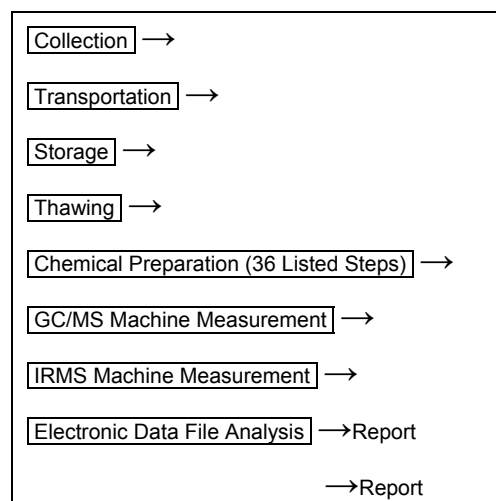 Collection →
Transportation →
Storage →
Thawing →
Chemical Preparation (36 Listed Steps) →
GC/MS Machine Measurement →
IRMS Machine Measurement →
Electronic Data File Analysis →Report
→Report